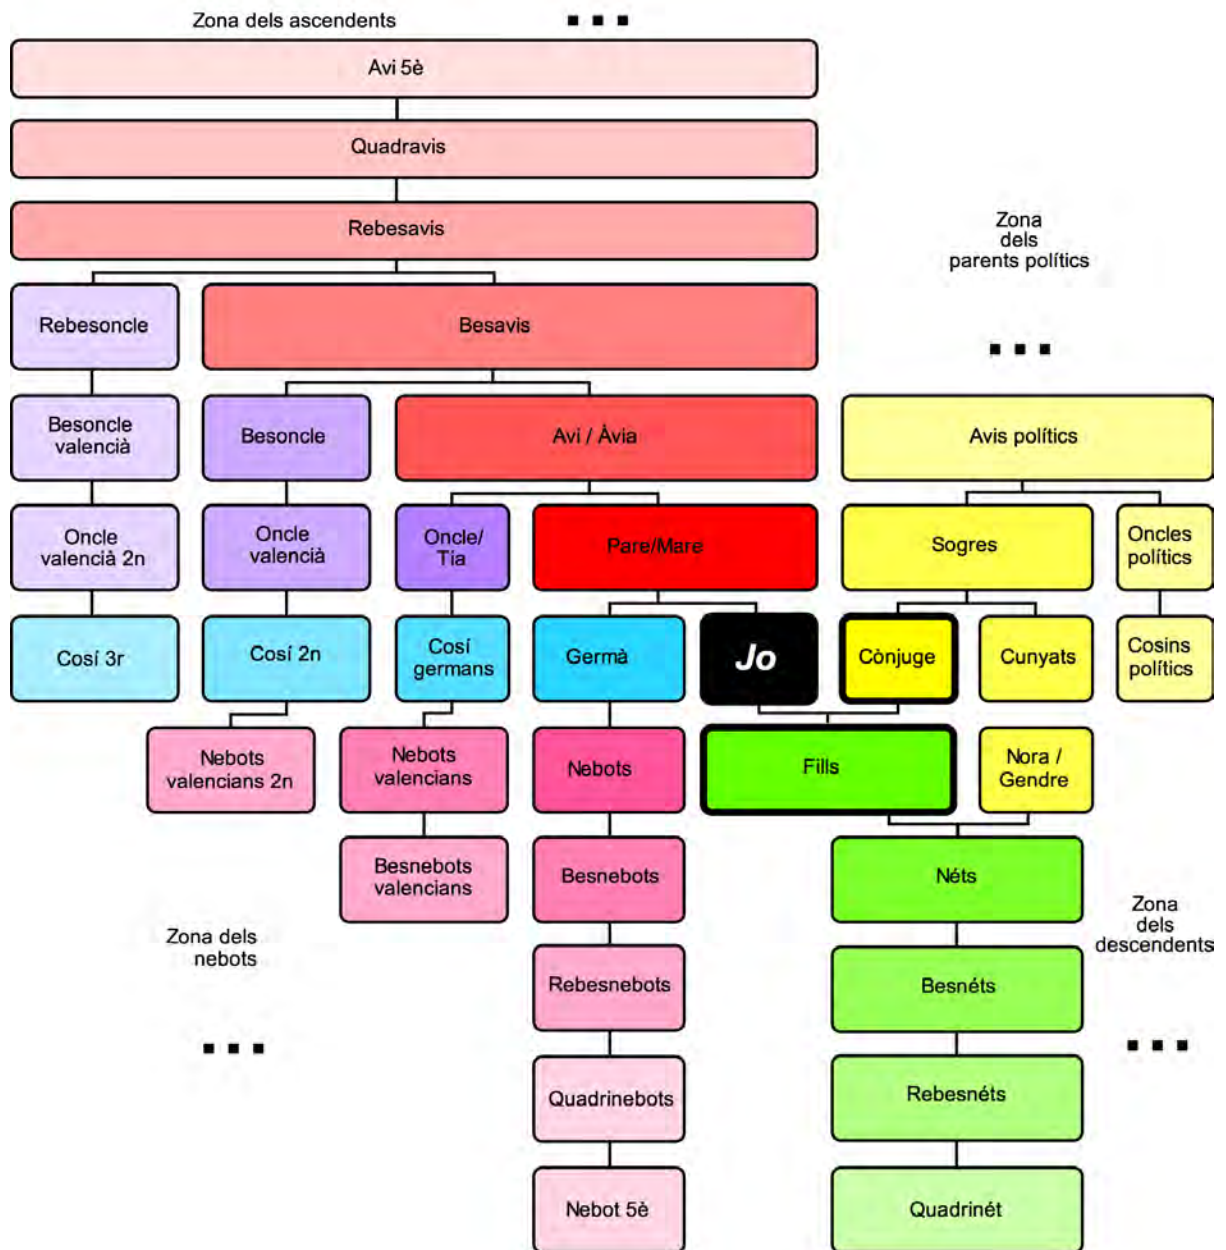 Zona dels ascendents
Avi 5è
Quadravis
Rebesavis
Zona
dels
parents polítics
Rebesoncle
Besavis
Besoncle
valencià
Besoncle
Avi / Àvia
Avis polítics
Oncle
valencià 2n
Oncle
valencià
Oncle/
Tia
Pare/Mare
Sogres
Oncles
polítics
Cosí 3r
Cosí 2n
Cosí
germans
Germà
Jo
Cònjuge
Cunyats
Cosins
polítics
Nebots
valencians 2n
Nebots
valencians
Nebots
Fills
Nora /
Gendre
Besnebots
valencians
Besnebots
Néts
Zona dels
nebots
Zona
dels
descendents
Rebesnebots
Besnéts
Quadrinebots
Rebesnéts
Nebot 5è
Quadrinét